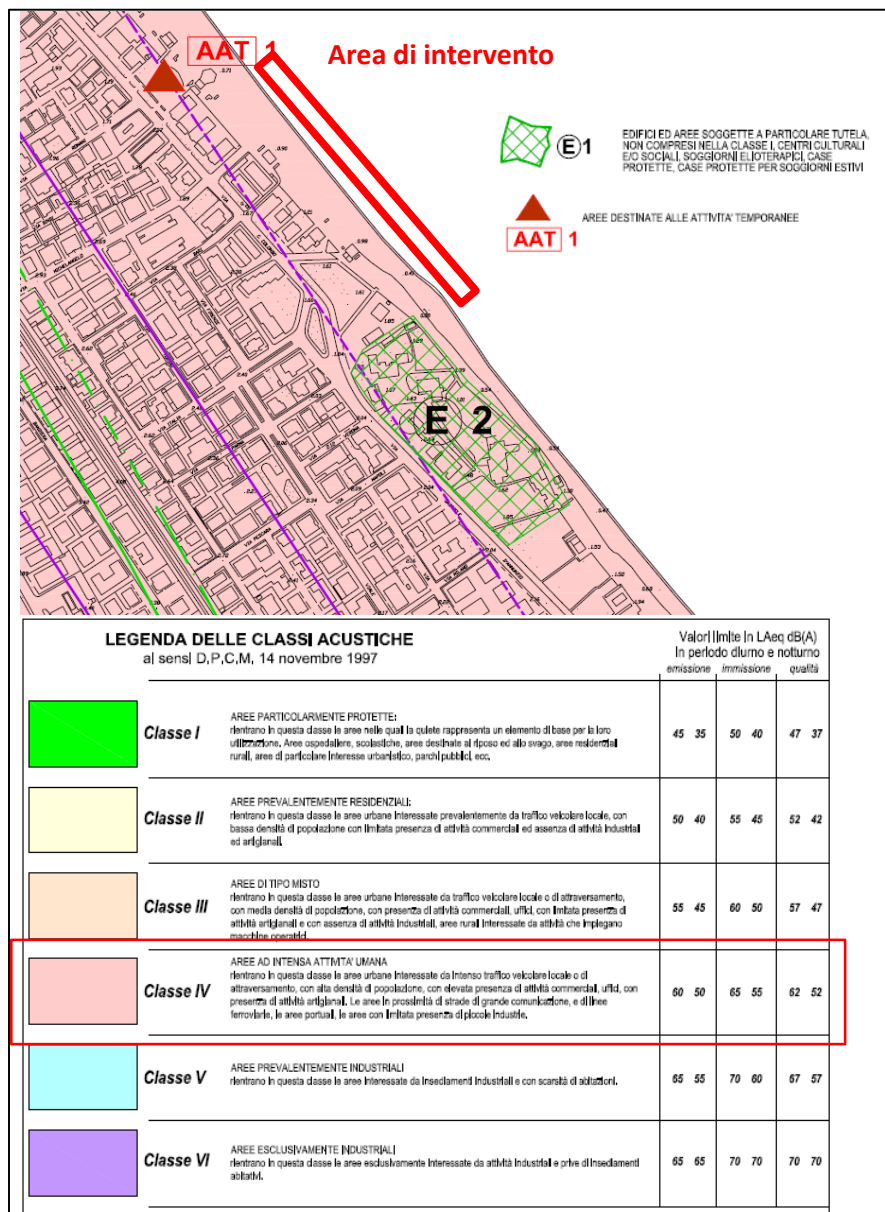 AAT 1
Area di intervento
E 1
EDIFICI ED AREE SOGGETTE A PARTICOLARE TUTELA,
NON COMPRESI NELLA CLASSE I, CENTRI CULTURALI
E/O SOCIALI, SOGGIORNI ELIOTERAPICI, CASE
PROTETTE, CASE PROTETTE PER SOGGIORNI ESTIVI
AREE DESTINATE ALLE ATTIVITA' TEMPORANEE
AAT 1
E 2
LEGENDA DELLE CLASSI ACUSTICHE
ai sensi D.P.C.M. 14 novembre 1997
Valori limite in LAeq dB(A)
in periodo diurno e notturno
emissione immissione qualità
Classe I
AREE PARTICOLARMENTE PROTETTE:
rientrano in questa classe le aree nelle quali la quiete rappresenta un elemento di base per la loro
utilizzazione. Aree ospedaliere, scolastiche, aree destinate al riposo ed allo svago, aree residenziali
rurali, aree di particolare interesse urbanistico, parchi pubblici, ecc.
45 35 50 40 47 37
Classe II
AREE PREVALENTEMENTE RESIDENZIALI:
rientrano in questa classe le aree urbane interessate prevalentemente da traffico veicolare locale, con
bassa densità di popolazione con limitata presenza di attività commerciali ed assenza di attività industriali
ed artigianali.
50 40 55 45 52 42
Classe III
AREE DI TIPO MISTO
rientrano in questa classe le aree urbane interessate da traffico veicolare locale o di attraversamento,
con media densità di popolazione, con presenza di attività commerciali, uffici, con limitata presenza di
attività artigianali e con assenza di attività industriali, aree rurali interessate da attività che impiegano
macchine operatrici.
55 45 60 50 57 47
Classe IV
AREE AD INTENSA ATTIVITA' UMANA
rientrano in questa classe le aree urbane interessate da intenso traffico veicolare locale o di
attraversamento, con alta densità di popolazione, con elevata presenza di attività commerciali, uffici, con
presenza di attività artigianali. Le aree in prossimità di strade di grande comunicazione, e di linee
ferroviarie, le aree portuali, le aree con limitata presenza di piccole industrie.
60 50 65 55 62 52
Classe V
AREE PREVALENTEMENTE INDUSTRIALI
rientrano in questa classe le aree interessate da insediamenti industriali e con scarsità di abitazioni.
65 55 70 60 67 57
Classe VI
AREE ESCLUSIVAMENTE INDUSTRIALI
rientrano in questa classe le aree esclusivamente interessate da attività industriali e prive di insediamenti
abitativi.
65 65 70 70 70 70